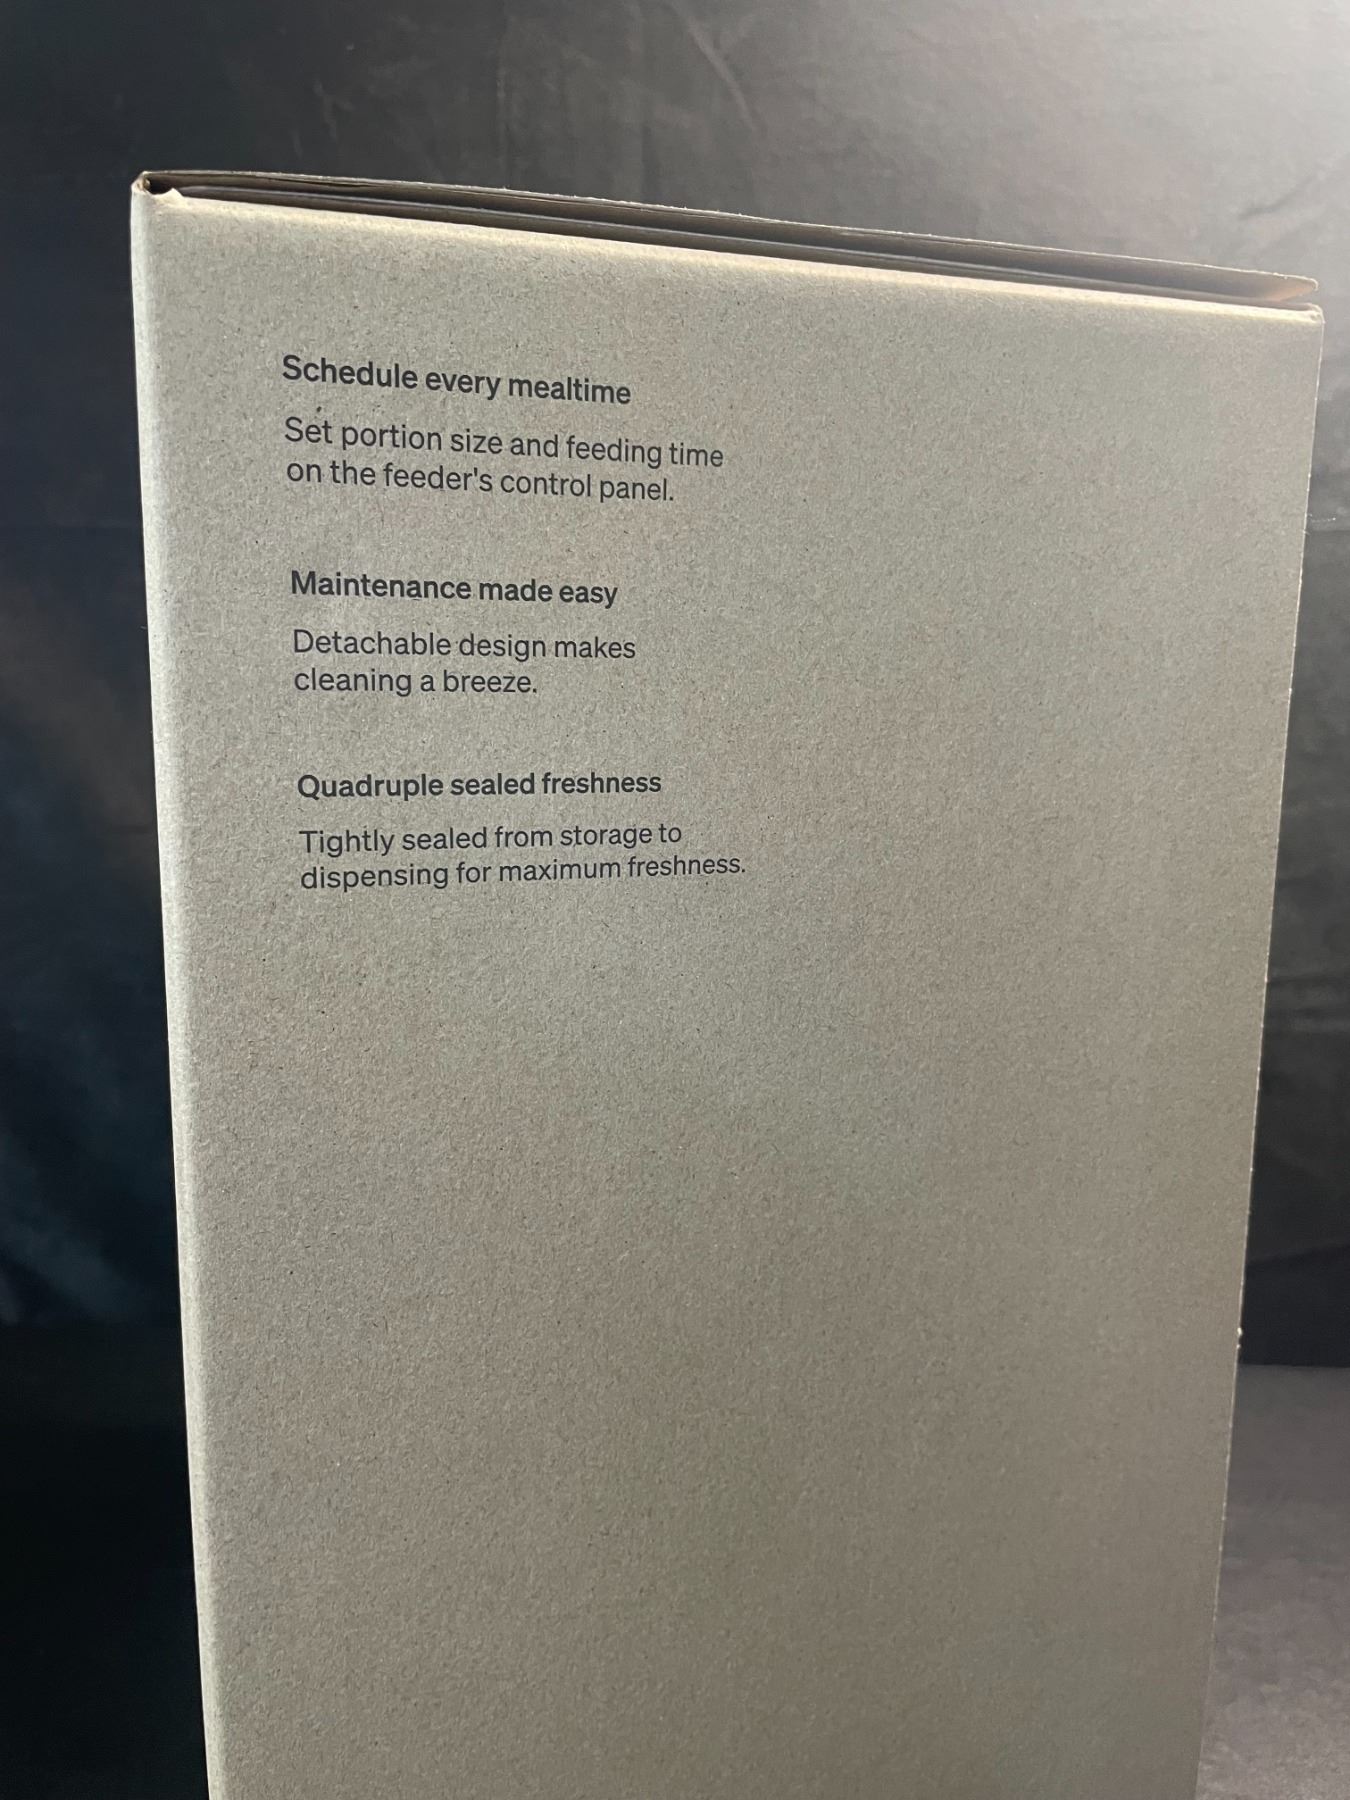 Schedule every mealtime
Set portion size and feeding time
on the feeder's control panel.
Maintenance made easy
Detachable design makes
cleaning a breeze.
Quadruple sealed freshness
Tightly sealed from storage to
dispensing for maximum freshness.